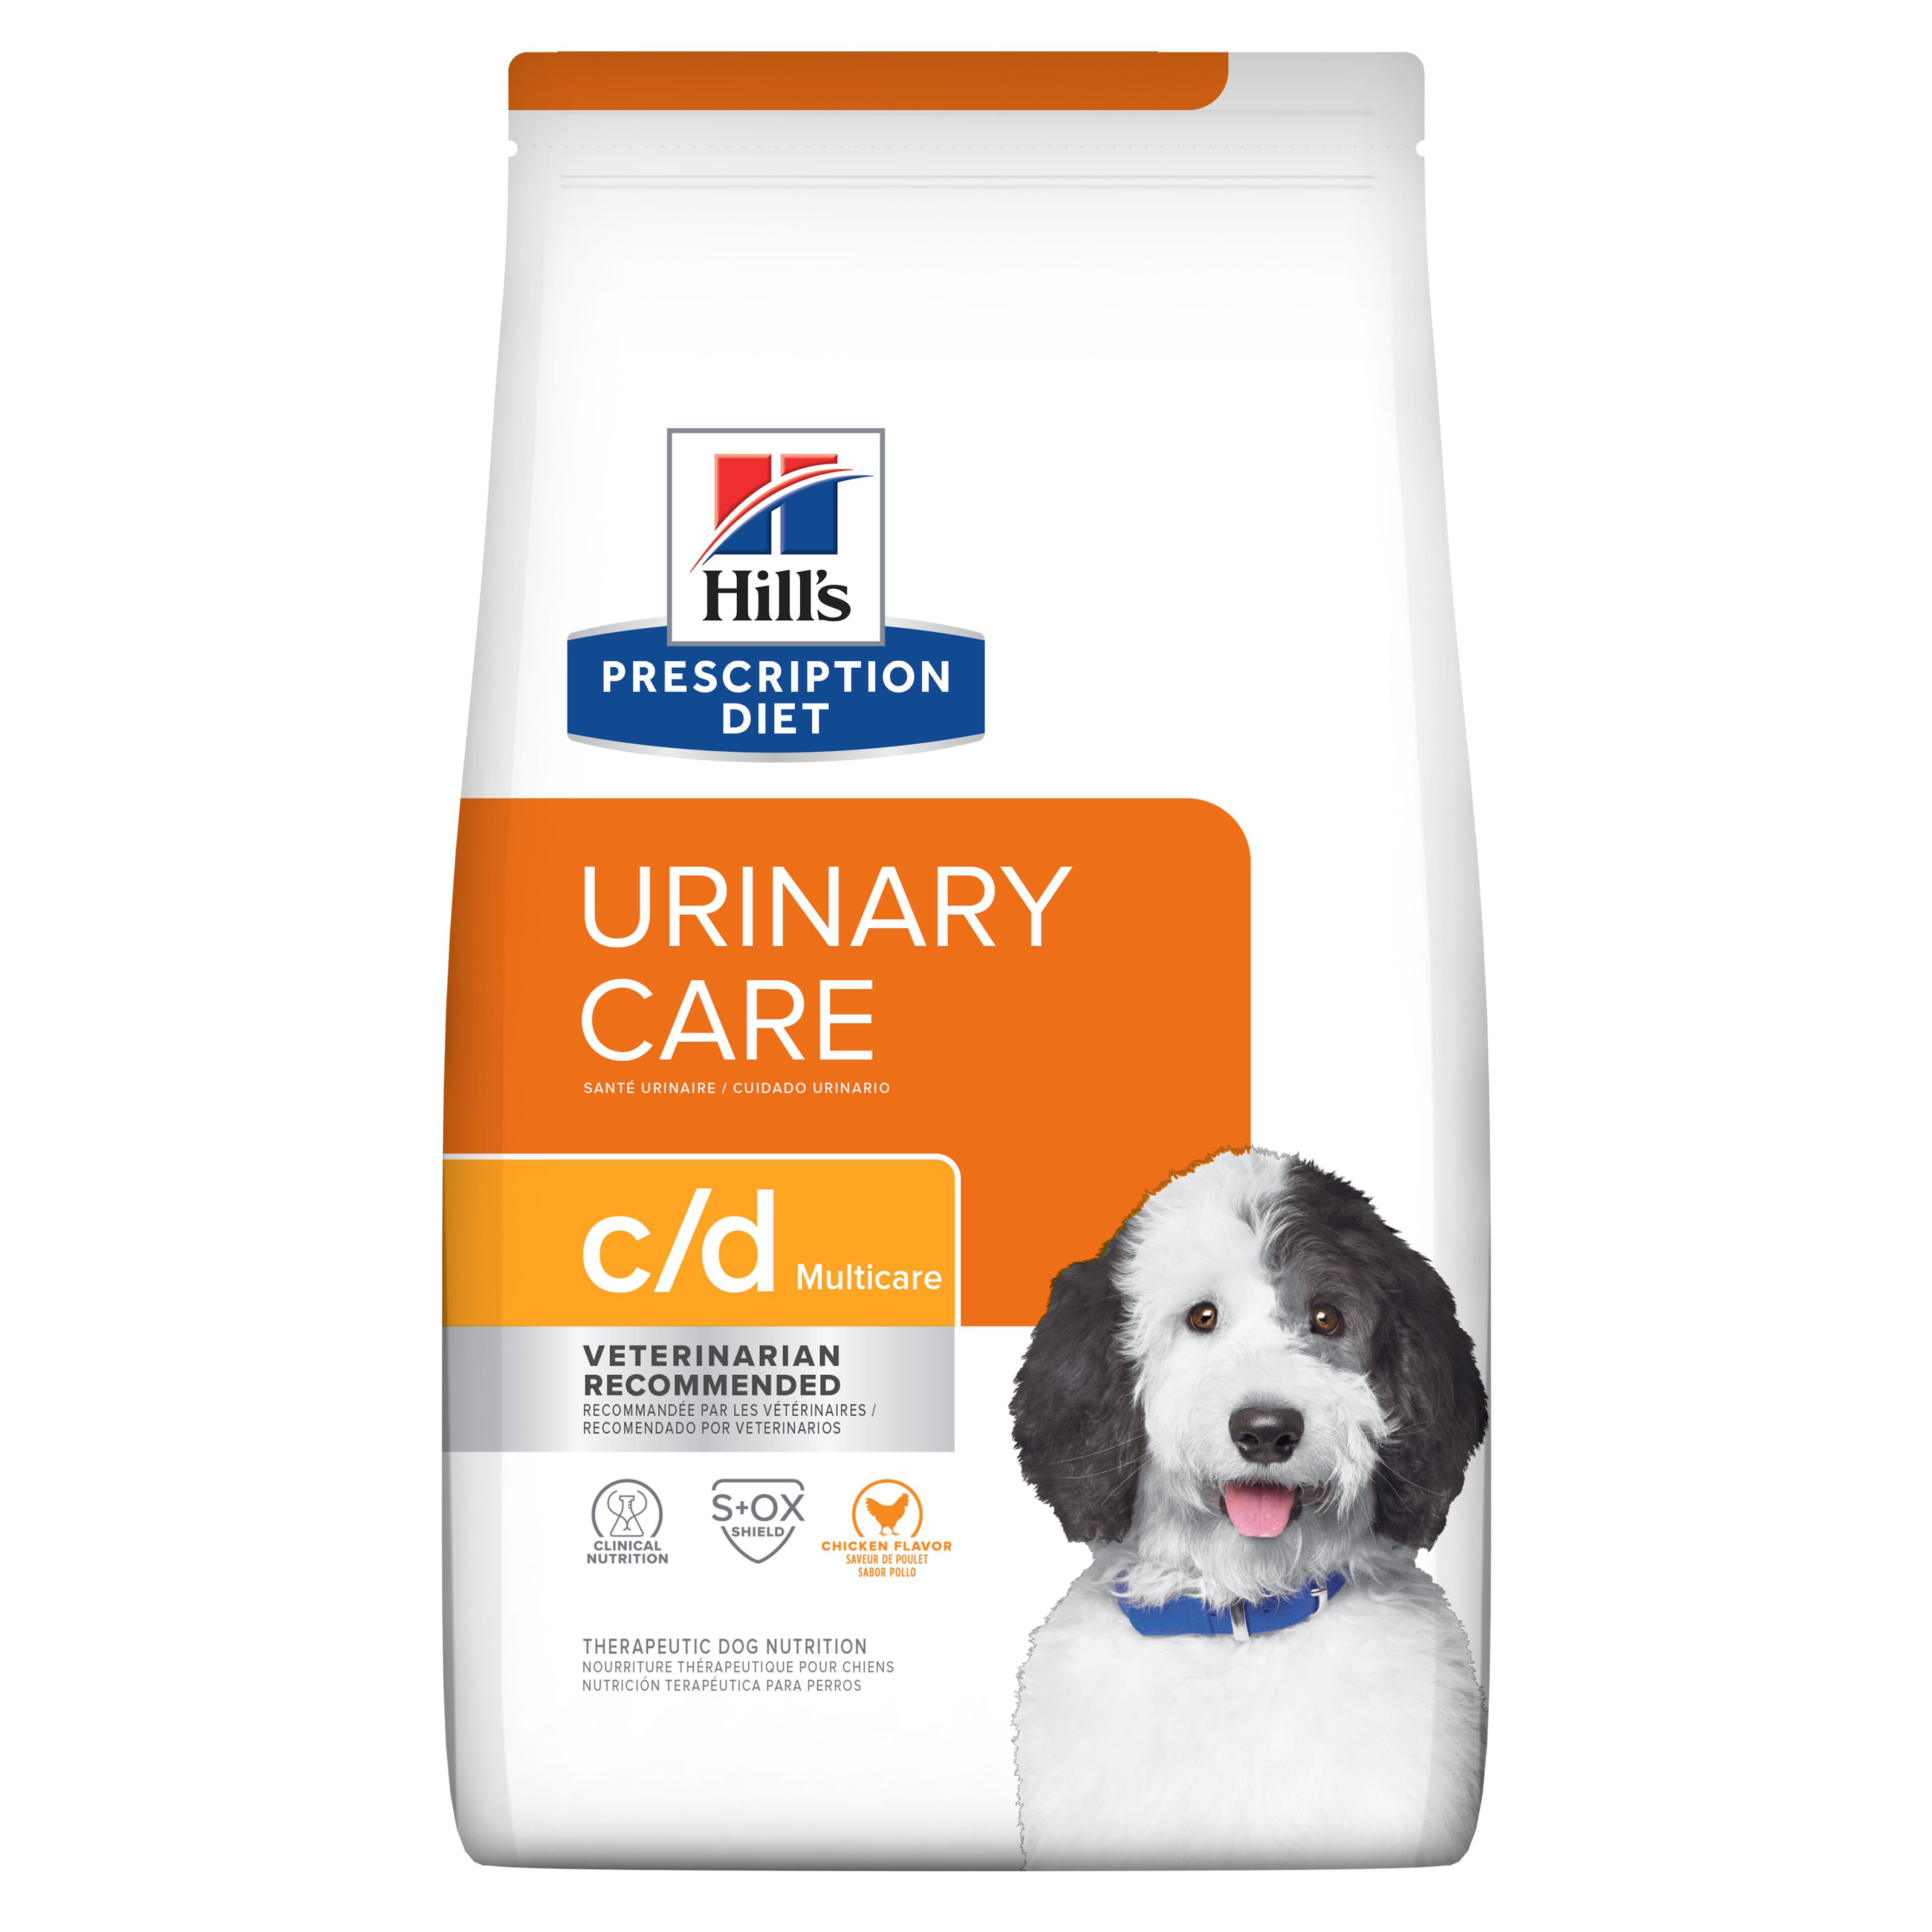 Hill's
PRESCRIPTION
DIET
URINARY
CARE
SANTÉ URINAIRE / CUIDADO URINARIO
c/d Multicare
VETERINARIAN
RECOMMENDED
RECOMMANDÉE PAR LES VÉTÉRINAIRES /
RECOMENDADO POR VETERINARIOS
CLINICAL
NUTRITION
S+OX
SHIELD
CHICKEN FLAVOR
SAVEUR DE POULET
SABOR POLLO
THERAPEUTIC DOG NUTRITION
NOURRITURE THÉRAPEUTIQUE POUR CHIENS
NUTRICIÓN TERAPÉUTICA PARA PERROS